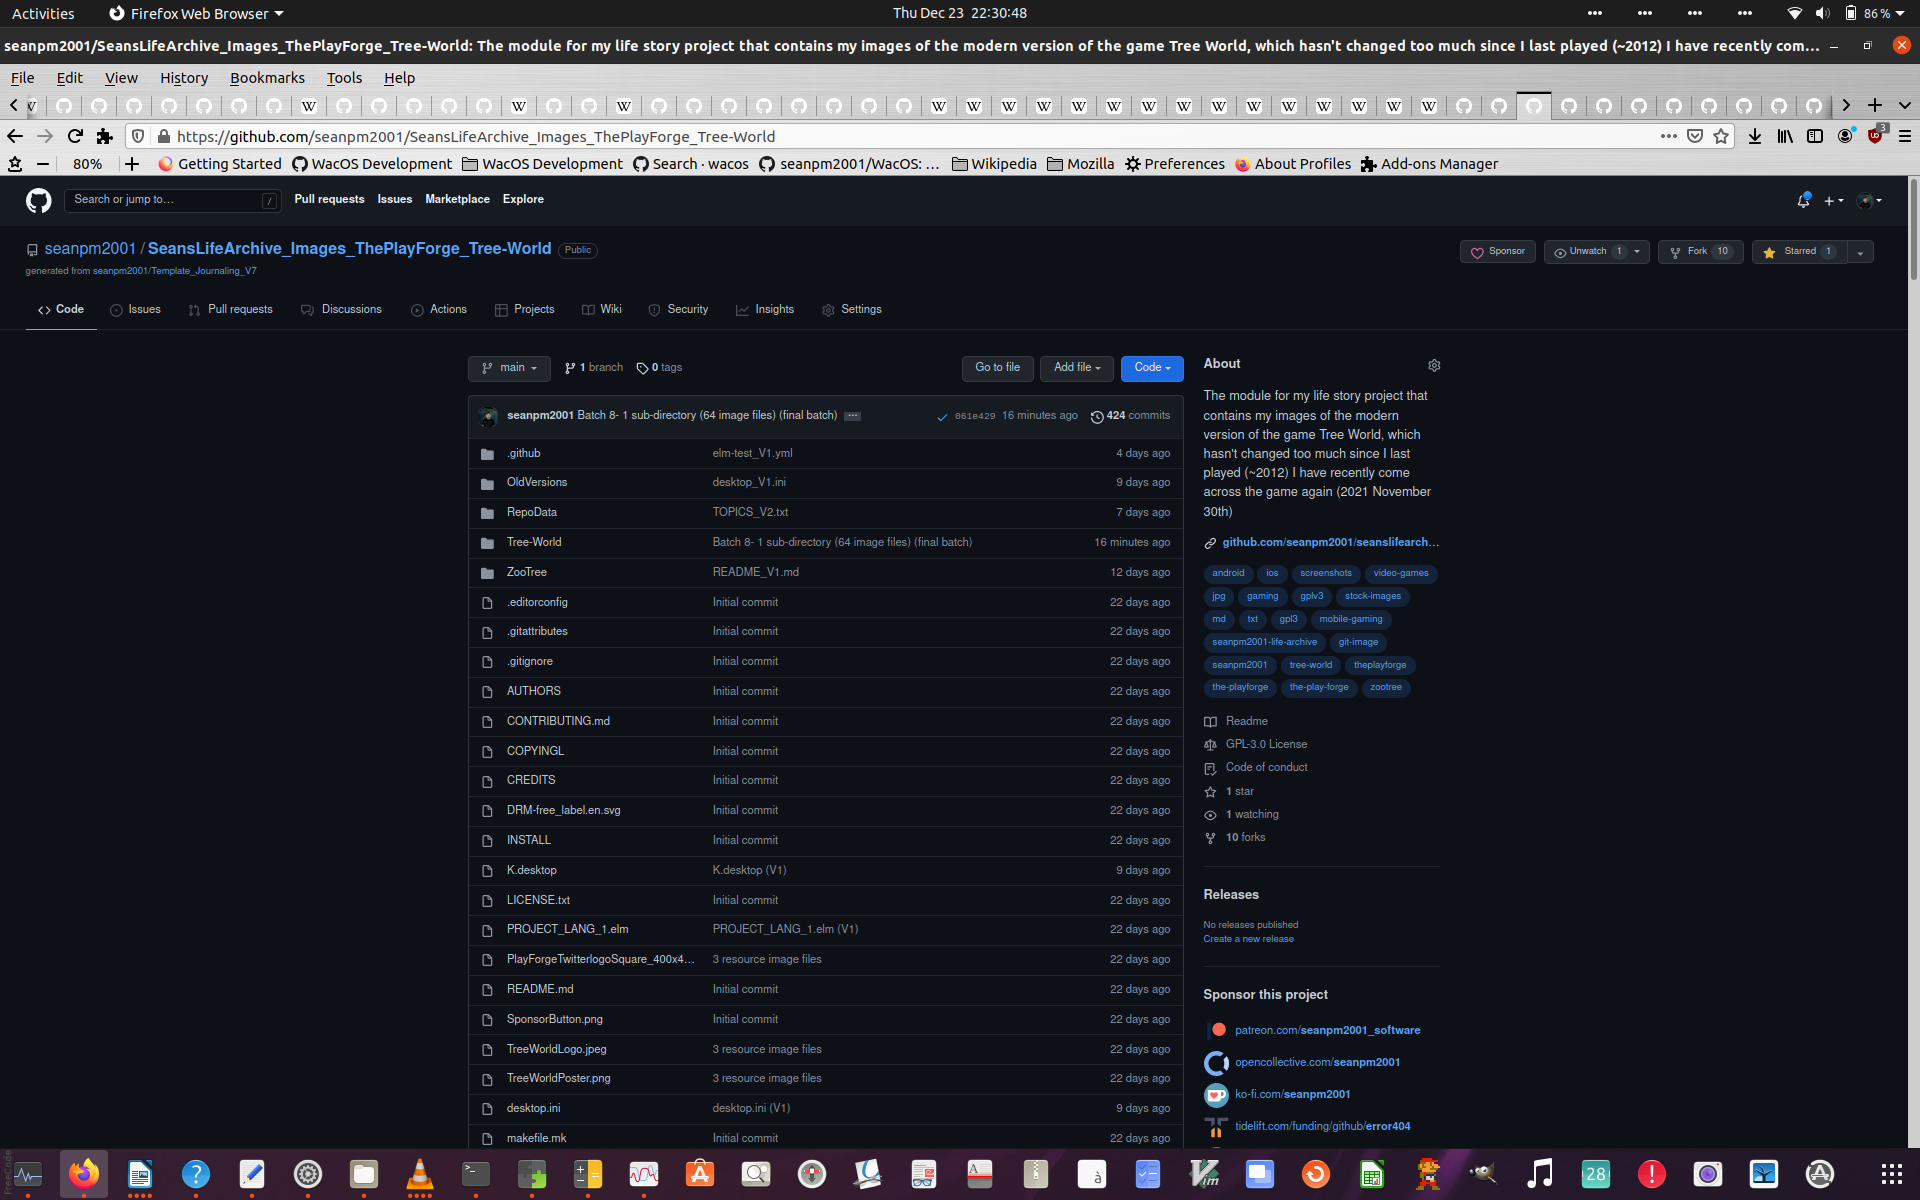 Activities
Firefox Web Browser
Thu Dec 23  22:30:48
86 %
seanpm2001/SeansLifeArchive_Images_ThePlayForge_Tree-World: The module for my life story project that contains my images of the modern version of the game Tree World, which hasn't changed too much since I last played (~2012) I have recently com…
File Edit View History Bookmarks Tools Help
https://github.com/seanpm2001/SeansLifeArchive_Images_ThePlayForge_Tree-World
3
80% Getting Started WacOS Development WacOS Development Search · wacos seanpm2001/WacOS: … Wikipedia Mozilla Preferences About Profiles Add-ons Manager
Search or jump to… / Pull requests Issues Marketplace Explore
seanpm2001 / SeansLifeArchive_Images_ThePlayForge_Tree-World Public
Sponsor Unwatch 1 Fork 10 Starred 1
generated from seanpm2001/Template_Journaling_V7
Code Issues Pull requests Discussions Actions Projects Wiki Security Insights Settings
main 1 branch 0 tags Go to file Add file Code
seanpm2001 Batch 8- 1 sub-directory (64 image files) (final batch) 061e429 16 minutes ago 424 commits
.github elm-test_V1.yml 4 days ago
OldVersions desktop_V1.ini 9 days ago
RepoData TOPICS_V2.txt 7 days ago
Tree-World Batch 8- 1 sub-directory (64 image files) (final batch) 16 minutes ago
ZooTree README_V1.md 12 days ago
.editorconfig Initial commit 22 days ago
.gitattributes Initial commit 22 days ago
.gitignore Initial commit 22 days ago
AUTHORS Initial commit 22 days ago
CONTRIBUTING.md Initial commit 22 days ago
COPYINGL Initial commit 22 days ago
CREDITS Initial commit 22 days ago
DRM-free_label.en.svg Initial commit 22 days ago
INSTALL Initial commit 22 days ago
K.desktop K.desktop (V1) 9 days ago
LICENSE.txt Initial commit 22 days ago
PROJECT_LANG_1.elm PROJECT_LANG_1.elm (V1) 22 days ago
PlayForgeTwitterlogoSquare_400x4… 3 resource image files 22 days ago
README.md Initial commit 22 days ago
SponsorButton.png Initial commit 22 days ago
TreeWorldLogo.jpeg 3 resource image files 22 days ago
TreeWorldPoster.png 3 resource image files 22 days ago
desktop.ini desktop.ini (V1) 9 days ago
makefile.mk Initial commit 22 days ago
About
The module for my life story project that
contains my images of the modern
version of the game Tree World, which
hasn't changed too much since I last
played (~2012) I have recently come
across the game again (2021 November
30th)
github.com/seanpm2001/seanslifearch…
android ios screenshots video-games
jpg gaming gplv3 stock-images
md txt gpl3 mobile-gaming
seanpm2001-life-archive git-image
seanpm2001 tree-world theplayforge
the-playforge the-play-forge zootree
Readme
GPL-3.0 License
Code of conduct
1 star
1 watching
10 forks
Releases
No releases published
Create a new release
Sponsor this project
patreon.com/seanpm2001_software
opencollective.com/seanpm2001
ko-fi.com/seanpm2001
tidelift.com/funding/github/error404
28